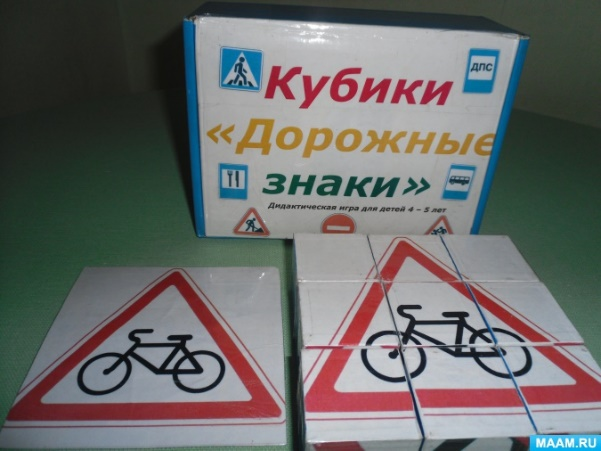 ДПС
Кубики
«Дорожные
знаки»
Дидактическая игра для детей 4 – 5 лет
MAAM.RU